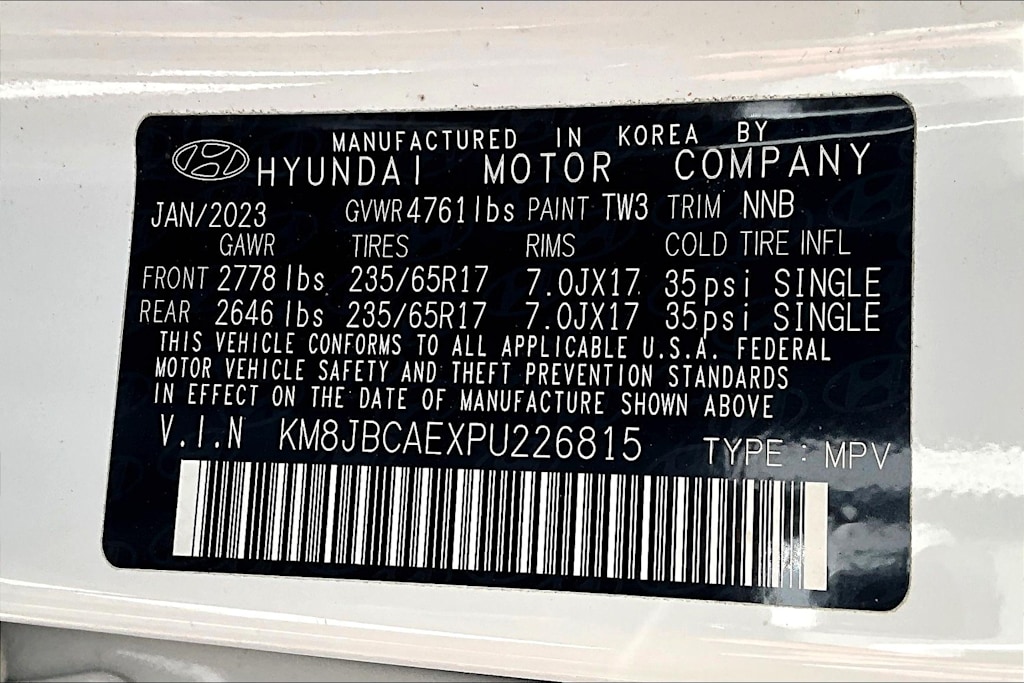 MANUFACTURED IN KOREA BY
HYUNDAI MOTOR COMPANY
JAN/2023 GVWR 4761lbs PAINT TW3 TRIM NNB
GAWR TIRES RIMS COLD TIRE INFL
FRONT 2778 lbs 235/65R17 7.0JX17 35psi SINGLE
REAR 2646 lbs 235/65R17 7.0JX17 35psi SINGLE
THIS VEHICLE CONFORMS TO ALL APPLICABLE U.S.A. FEDERAL
MOTOR VEHICLE SAFETY AND THEFT PREVENTION STANDARDS
IN EFFECT ON THE DATE OF MANUFACTURE SHOWN ABOVE
V.I.N KM8JBCAEXPU226815 TYPE : MPV